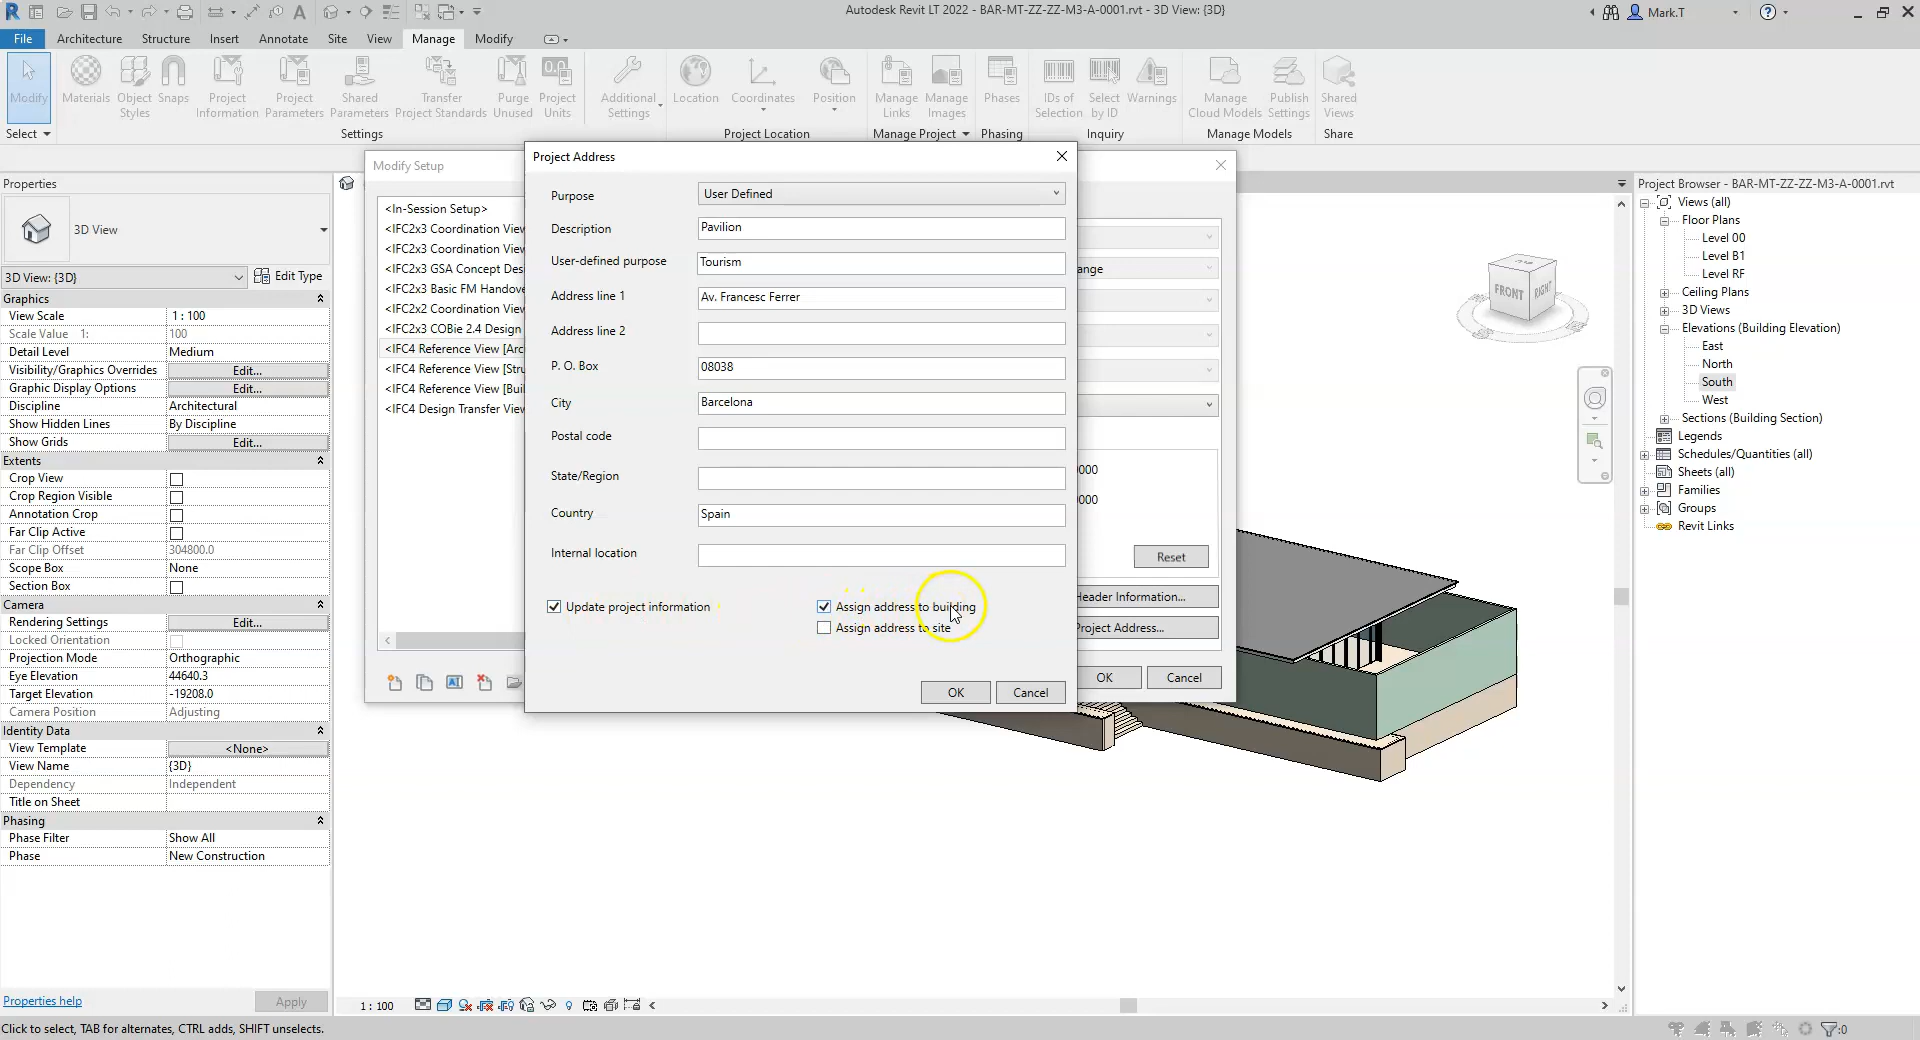 Autodesk Revit LT 2022 - BAR-MT-ZZ-ZZ-M3-A-0001.rvt - 3D View: {3D}
Mark.T
File Architecture Structure Insert Annotate Site View Manage Modify
Modify
Materials
Object Styles
Snaps
Project Information
Project Parameters
Shared Parameters
Transfer Project Standards
Purge Unused
Project Units
Additional Settings
Location
Coordinates
Position
Manage Links
Manage Images
Phases
IDs of Selection
Select by ID
Warnings
Manage Cloud Models
Publish Settings
Shared Views
Select
Settings
Project Location
Manage Project
Phasing
Inquiry
Manage Models
Share
Properties
3D View
3D View: {3D}
Edit Type
Graphics
View Scale 1 : 100
Scale Value 1: 100
Detail Level Medium
Visibility/Graphics Overrides Edit...
Graphic Display Options Edit...
Discipline Architectural
Show Hidden Lines By Discipline
Show Grids Edit...
Extents
Crop View
Crop Region Visible
Annotation Crop
Far Clip Active
Far Clip Offset 304800.0
Scope Box None
Section Box
Camera
Rendering Settings Edit...
Locked Orientation
Projection Mode Orthographic
Eye Elevation 44640.3
Target Elevation -19208.0
Camera Position Adjusting
Identity Data
View Template <None>
View Name {3D}
Dependency Independent
Title on Sheet
Phasing
Phase Filter Show All
Phase New Construction
Properties help
Apply
Modify Setup
<In-Session Setup>
<IFC2x3 Coordination View
<IFC2x3 Coordination View
<IFC2x3 GSA Concept Des
<IFC2x3 Basic FM Handove
<IFC2x2 Coordination View
<IFC2x3 COBie 2.4 Design
<IFC4 Reference View [Arc
<IFC4 Reference View [Stru
<IFC4 Reference View [Buil
<IFC4 Design Transfer View
Project Address
Purpose User Defined
Description Pavilion
User-defined purpose Tourism
Address line 1 Av. Francesc Ferrer
Address line 2
P. O. Box 08038
City Barcelona
Postal code
State/Region
Country Spain
Internal location
Update project information
Assign address to building
Assign address to site
OK Cancel
ange
000
000
Reset
Header Information...
Project Address...
OK Cancel
FRONT
RIGHT
Project Browser - BAR-MT-ZZ-ZZ-M3-A-0001.rvt
Views (all)
Floor Plans
Level 00
Level B1
Level RF
Ceiling Plans
3D Views
Elevations (Building Elevation)
East
North
South
West
Sections (Building Section)
Legends
Schedules/Quantities (all)
Sheets (all)
Families
Groups
Revit Links
1 : 100
Click to select, TAB for alternates, CTRL adds, SHIFT unselects.
:0